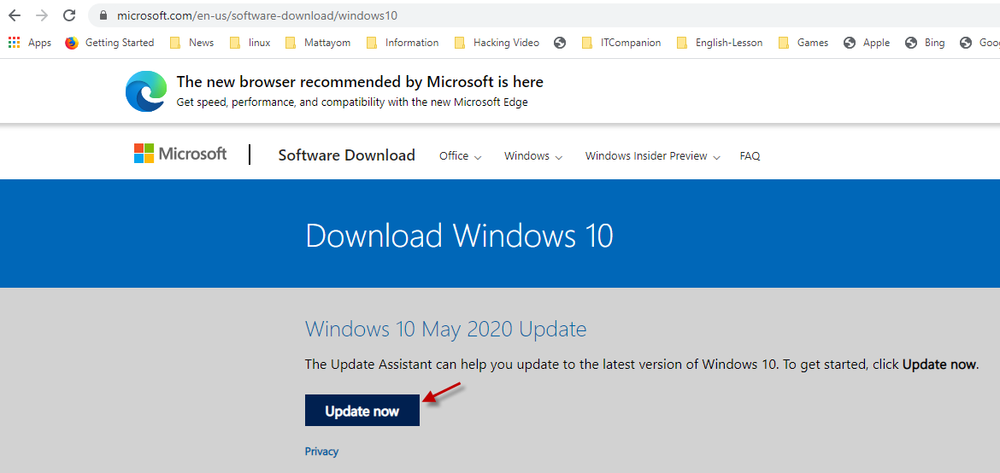 microsoft.com/en-us/software-download/windows10
Apps Getting Started News linux Mattayom Information Hacking Video ITCompanion English-Lesson Games Apple Bing Goo
The new browser recommended by Microsoft is here
Get speed, performance, and compatibility with the new Microsoft Edge
Microsoft Software Download Office Windows Windows Insider Preview FAQ
Download Windows 10
Windows 10 May 2020 Update
The Update Assistant can help you update to the latest version of Windows 10. To get started, click Update now.
Update now
Privacy